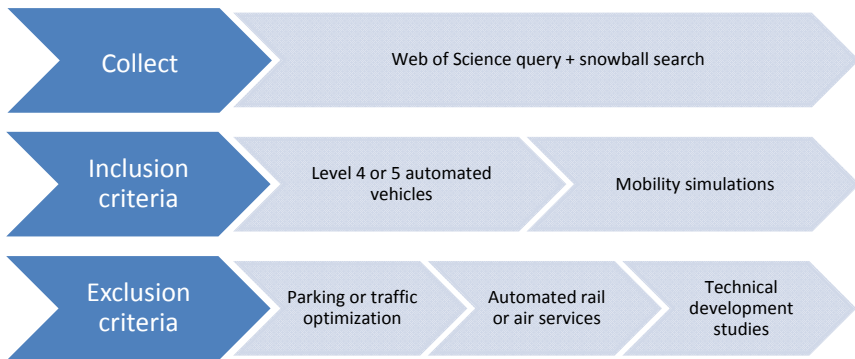 Collect
Web of Science query + snowball search
Inclusion
criteria
Level 4 or 5 automated
vehicles
Mobility simulations
Exclusion
criteria
Parking or traffic
optimization
Automated rail
or air services
Technical
development
studies